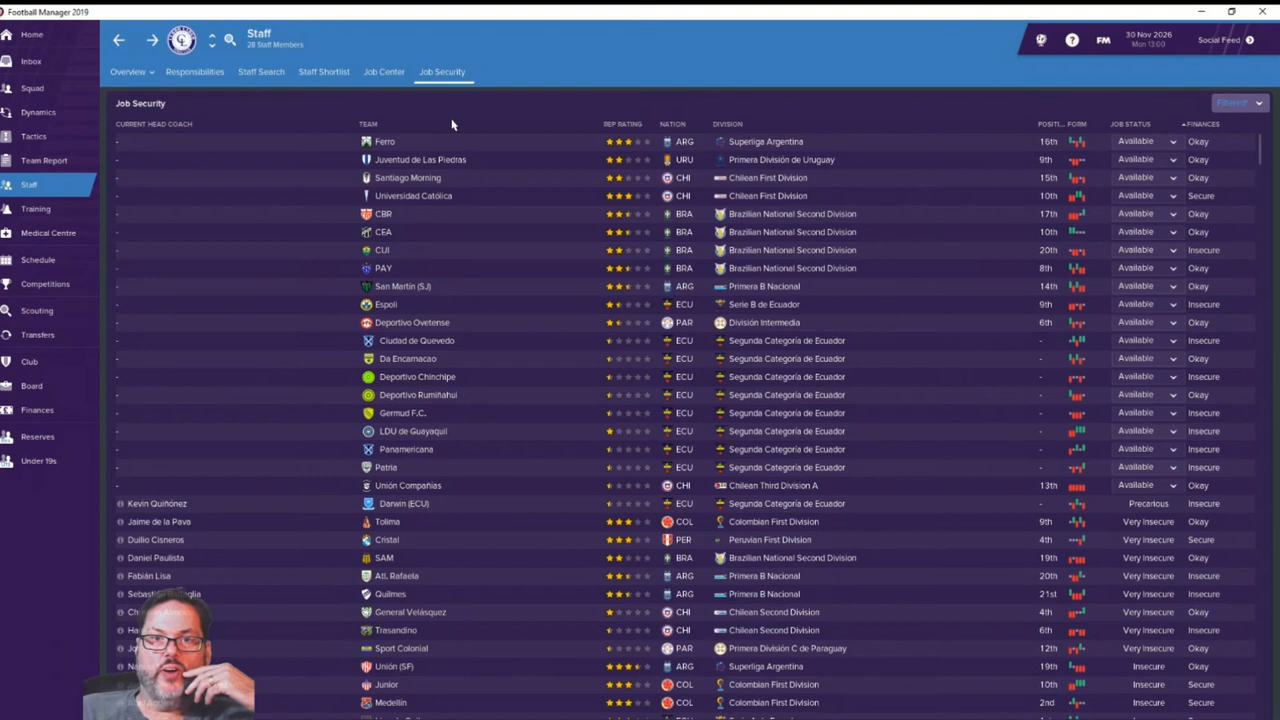 Football Manager 2019
Home
Inbox
Squad
Dynamics
Tactics
Team Report
Staff
Training
Medical Centre
Schedule
Competitions
Scouting
Transfers
Club
Board
Finances
Reserves
Under 19s
Staff
28 Staff Members
? FM 30 Nov 2026
Mon 13:00
Social Feed
Overview Responsibilities Staff Search Staff Shortlist Job Center Job Security
Job Security Filtered
CURRENT HEAD COACH TEAM REP RATING NATION DIVISION POSITI... FORM JOB STATUS FINANCES
- Ferro ARG Superliga Argentina 16th Available Okay
- Juventud de Las Piedras URU Primera División de Uruguay 9th Available Okay
- Santiago Morning CHI Chilean First Division 15th Available Okay
- Universidad Católica CHI Chilean First Division 10th Available Secure
- CBR BRA Brazilian National Second Division 17th Available Okay
- CEA BRA Brazilian National Second Division 10th Available Okay
- CUI BRA Brazilian National Second Division 20th Available Insecure
- PAY BRA Brazilian National Second Division 8th Available Okay
- San Martín (SJ) ARG Primera B Nacional 14th Available Okay
- Espoli ECU Serie B de Ecuador 9th Available Insecure
- Deportivo Ovetense PAR División Intermedia 6th Available Okay
- Ciudad de Quevedo ECU Segunda Categoría de Ecuador - Available Insecure
- Da Encarnacao ECU Segunda Categoría de Ecuador - Available Okay
- Deportivo Chinchipe ECU Segunda Categoría de Ecuador - Available Insecure
- Deportivo Rumiñahui ECU Segunda Categoría de Ecuador - Available Okay
- Germud F.C. ECU Segunda Categoría de Ecuador - Available Insecure
- LDU de Guayaquil ECU Segunda Categoría de Ecuador - Available Insecure
- Panamericana ECU Segunda Categoría de Ecuador - Available Insecure
- Patria ECU Segunda Categoría de Ecuador - Available Insecure
- Unión Compañías CHI Chilean Third Division A 13th Available Okay
Kevin Quiñónez Darwin (ECU) ECU Segunda Categoría de Ecuador - Precarious Insecure
Jaime de la Pava Tolima COL Colombian First Division 9th Very Insecure Okay
Duilio Cisneros Cristal PER Peruvian First Division 4th Very Insecure Secure
Daniel Paulista SAM BRA Brazilian National Second Division 19th Very Insecure Okay
Fabián Lisa Atl. Rafaela ARG Primera B Nacional 20th Very Insecure Okay
Quilmes ARG Primera B Nacional 21st Very Insecure Okay
General Velásquez CHI Chilean Second Division 4th Very Insecure Okay
Trasandino CHI Chilean Second Division 6th Very Insecure Insecure
Sport Colonial PAR Primera División C de Paraguay 12th Very Insecure Okay
Unión (SF) ARG Superliga Argentina 19th Insecure Okay
Junior COL Colombian First Division 10th Insecure Secure
Medellín COL Colombian First Division 2nd Insecure Okay